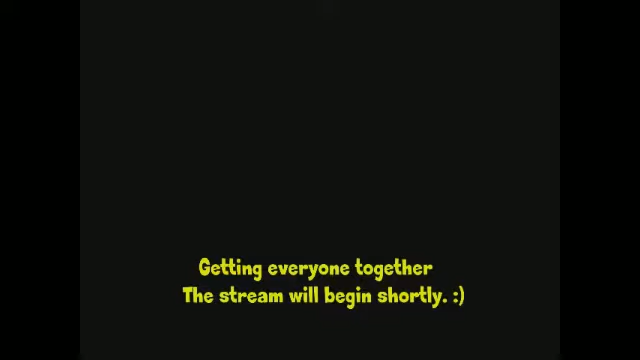 Getting everyone together
The stream will begin shortly. :)